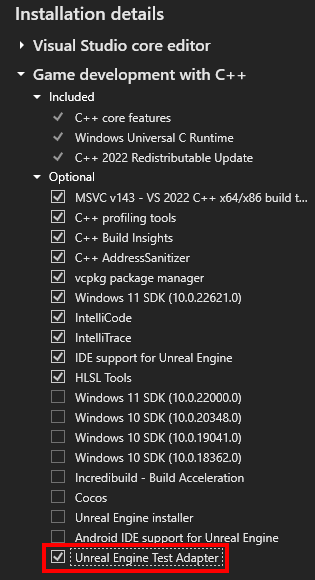 Installation details
Visual Studio core editor
Game development with C++
Included
C++ core features
Windows Universal C Runtime
C++ 2022 Redistributable Update
Optional
MSVC v143 - VS 2022 C++ x64/x86 build t...
C++ profiling tools
C++ Build Insights
C++ AddressSanitizer
vcpkg package manager
Windows 11 SDK (10.0.22621.0)
IntelliCode
IntelliTrace
IDE support for Unreal Engine
HLSL Tools
Windows 11 SDK (10.0.22000.0)
Windows 10 SDK (10.0.20348.0)
Windows 10 SDK (10.0.19041.0)
Windows 10 SDK (10.0.18362.0)
Incredibuild - Build Acceleration
Cocos
Unreal Engine installer
Android IDE support for Unreal Engine
Unreal Engine Test Adapter